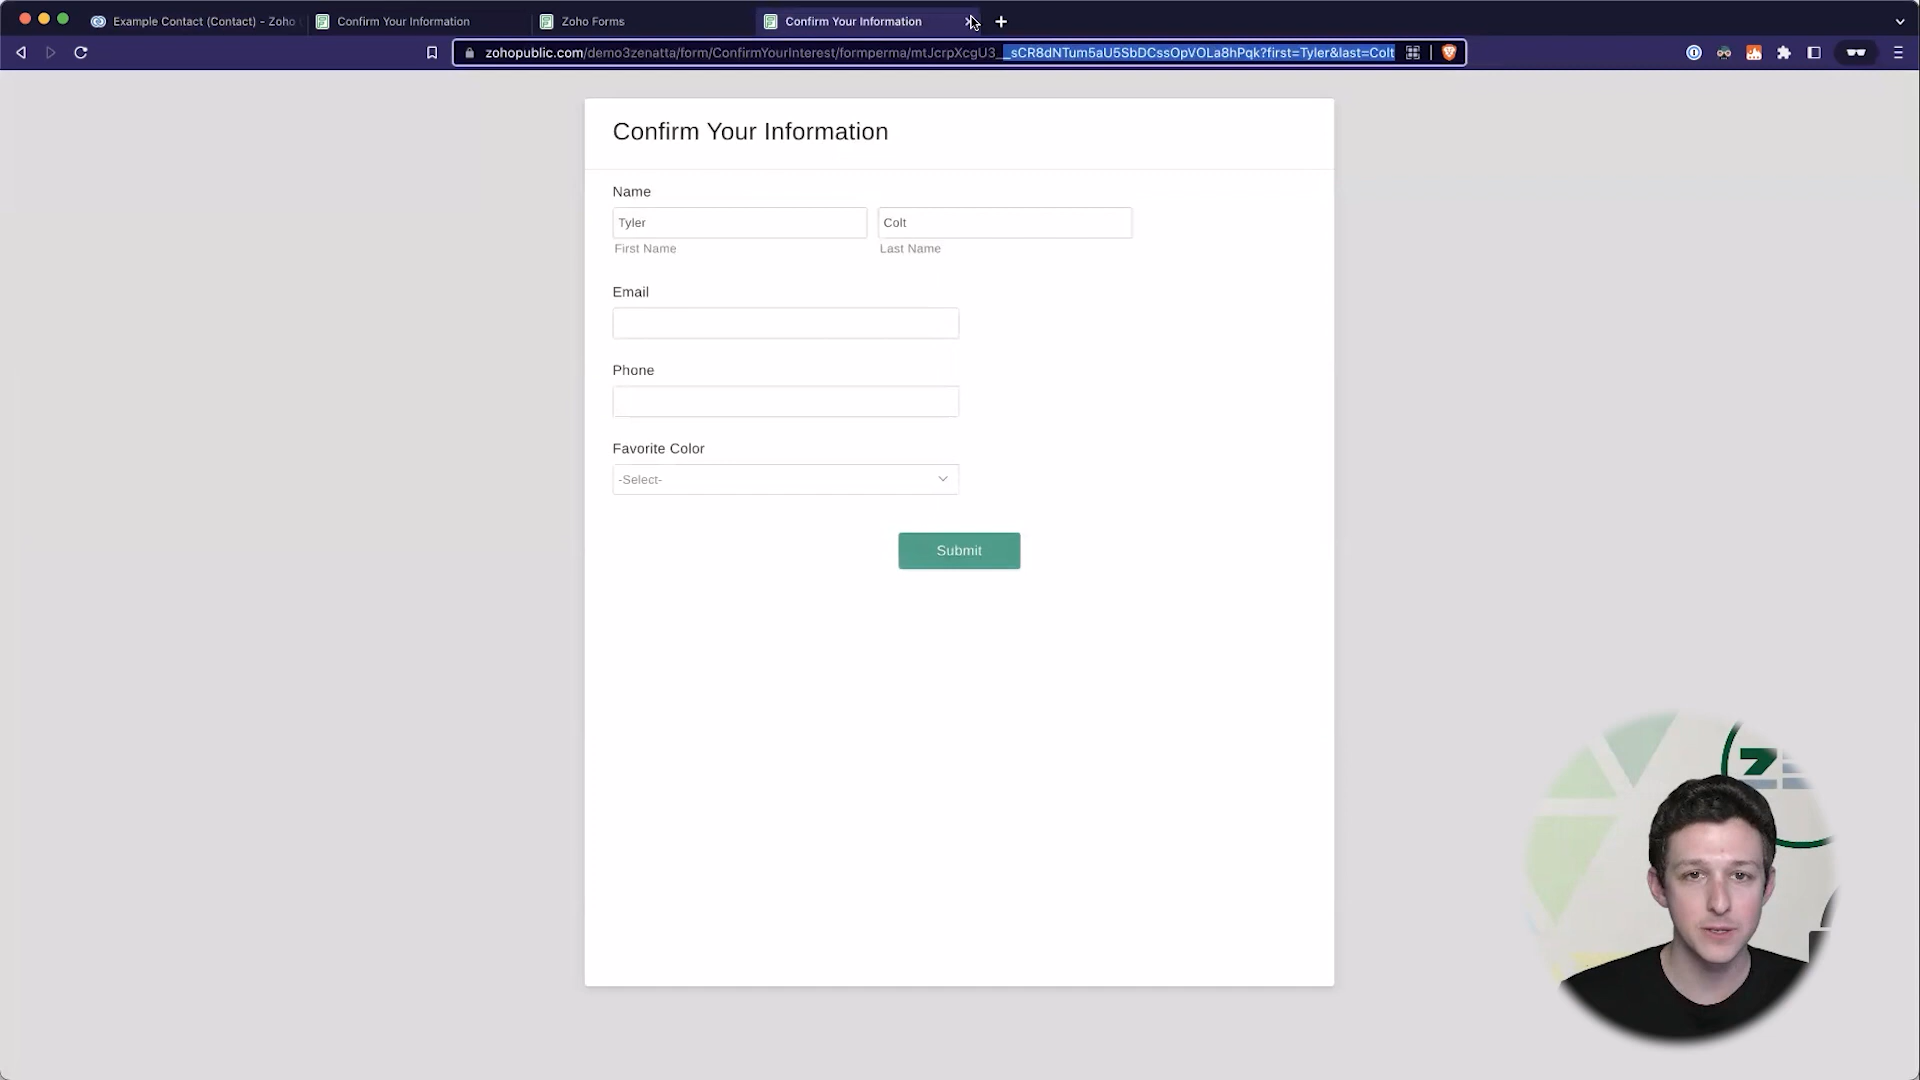 Example Contact (Contact) - Zoho
Confirm Your Information
Zoho Forms
Confirm Your Information
zohopublic.com/demo3zenatta/form/ConfirmYourInterest/formperma/mtJcrpXcgU3__sCR8dNTum5aU5SbDCssOpVOLa8hPqk?first=Tyler&last=Colt
Confirm Your Information
Name
Tyler
Colt
First Name
Last Name
Email
Phone
Favorite Color
-Select-
Submit